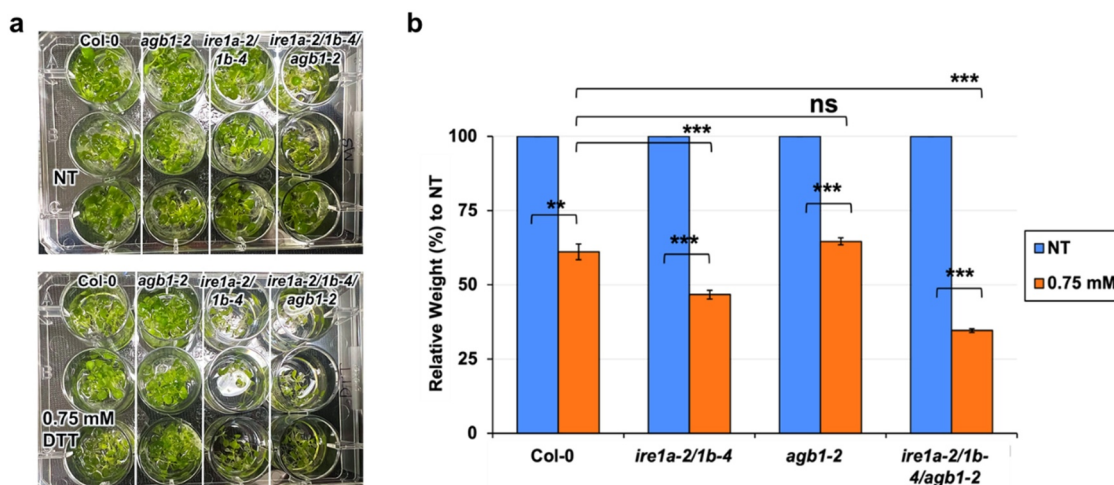 a
Col-0 agb1-2 ire1a-2/ ire1a-2/1b-4/
1b-4 agb1-2
A
B
C
NT
NS
Col-0 agb1-2 ire1a-2/ ire1a-2/1b-4/
1b-4 agb1-2
B
DTT
0.75 mM
DTT
b
***
ns
100
***
75
**
***
***
50
***
25
0
Relative Weight (%) to NT
Col-0 ire1a-2/1b-4 agb1-2 ire1a-2/1b-
4/agb1-2
NT
0.75 mM